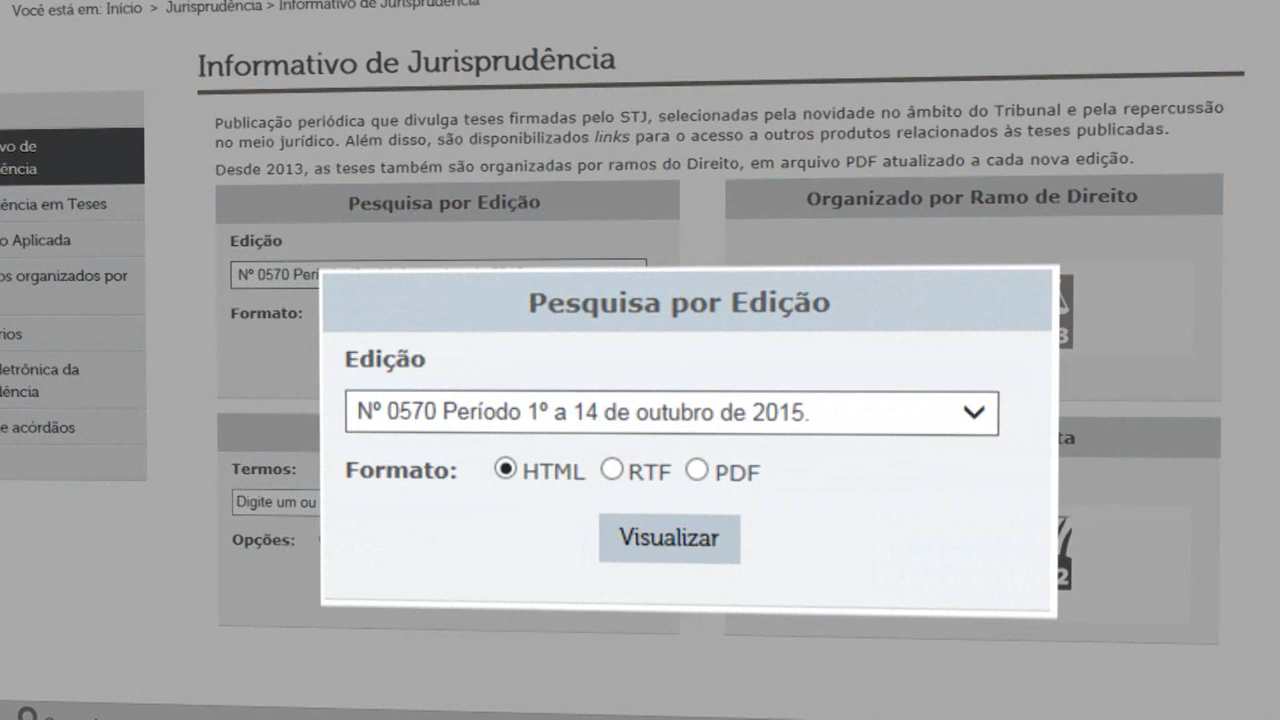 Você está em: Início > Jurisprudência > Informativo de Jurisprudência
Informativo de Jurisprudência
Publicação periódica que divulga teses firmadas pelo STJ, selecionadas pela novidade no âmbito do Tribunal e pela repercussão
no meio jurídico. Além disso, são disponibilizados links para o acesso a outros produtos relacionados às teses publicadas.
Desde 2013, as teses também são organizadas por ramos do Direito, em arquivo PDF atualizado a cada nova edição.
vo de
ência
ência em Teses
o Aplicada
os organizados por
rios
letrônica da
lência
e acórdãos
Pesquisa por Edição
Edição
Nº 0570 Perí
Formato:
Organizado por Ramo de Direito
3
Pesquisa por Edição
Edição
Nº 0570 Período 1º a 14 de outubro de 2015.
Formato: HTML RTF PDF
Visualizar
Termos:
Digite um ou
Opções:
ta
2